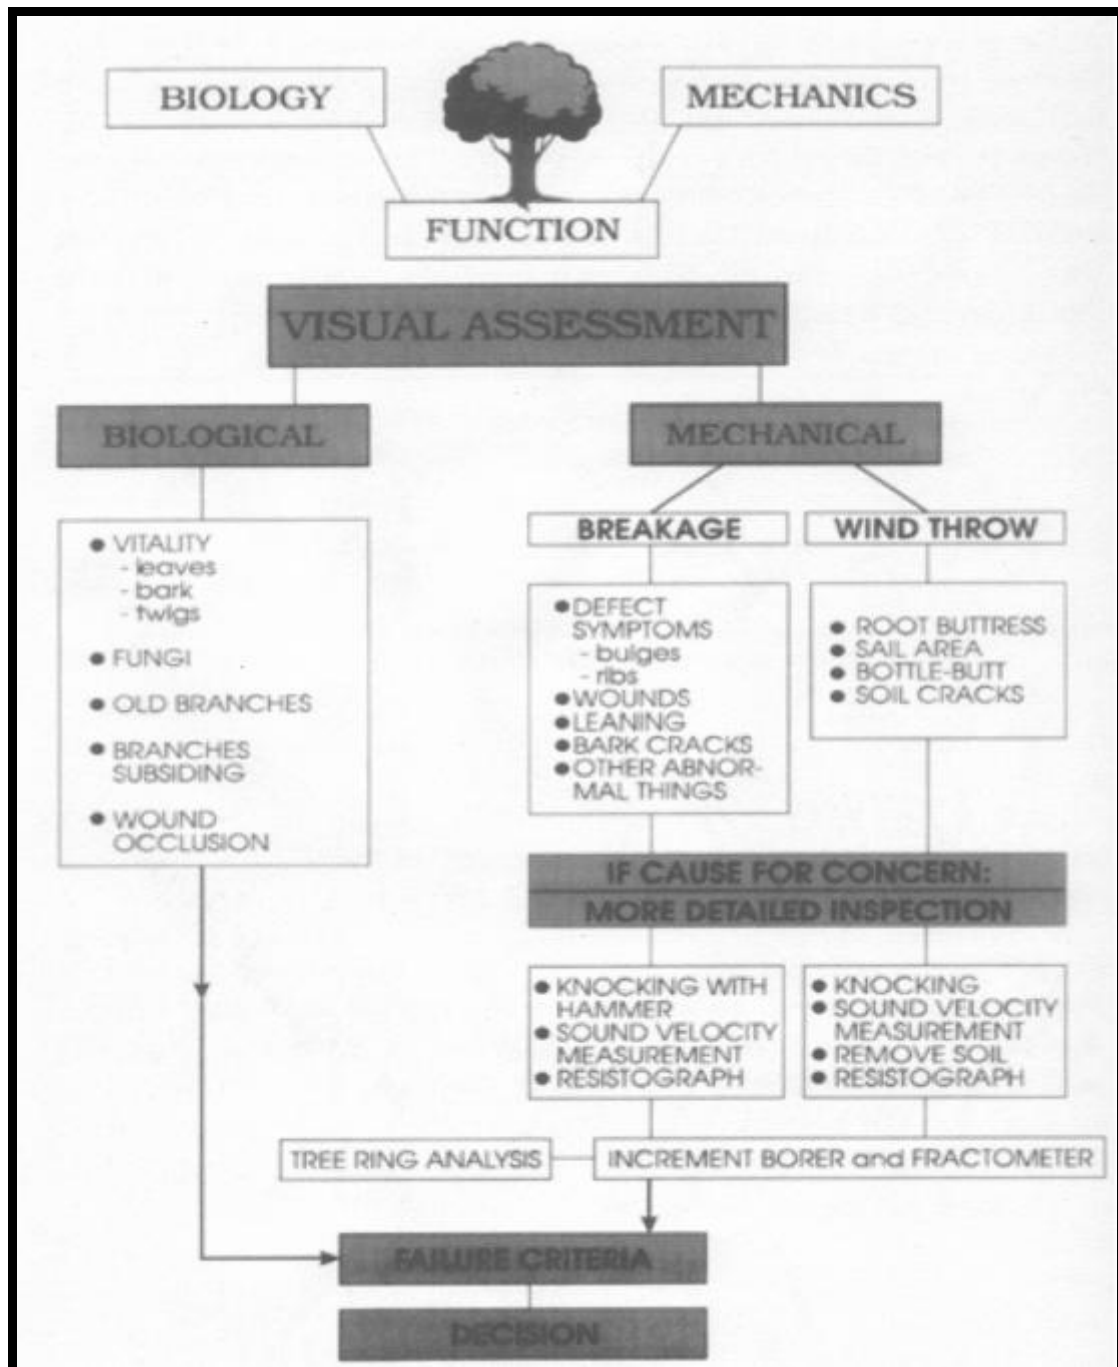 BIOLOGY
MECHANICS
FUNCTION
VISUAL ASSESSMENT
BIOLOGICAL
MECHANICAL
● VITALITY
- leaves
- bark
- twigs
● FUNGI
● OLD BRANCHES
● BRANCHES
SUBSIDING
● WOUND
OCCLUSION
BREAKAGE
● DEFECT
SYMPTOMS
- bulges
- ribs
● WOUNDS
● LEANING
● BARK CRACKS
● OTHER ABNOR-
MAL THINGS
WIND THROW
● ROOT BUTTRESS
● SAIL AREA
● BOTTLE-BUTT
● SOIL CRACKS
IF CAUSE FOR CONCERN:
MORE DETAILED INSPECTION
● KNOCKING WITH
HAMMER
● SOUND VELOCITY
MEASUREMENT
● RESISTOGRAPH
● KNOCKING
● SOUND VELOCITY
MEASUREMENT
● REMOVE SOIL
● RESISTOGRAPH
TREE RING ANALYSIS
INCREMENT BORER and FRACTOMETER
FAILURE CRITERIA
DECISION